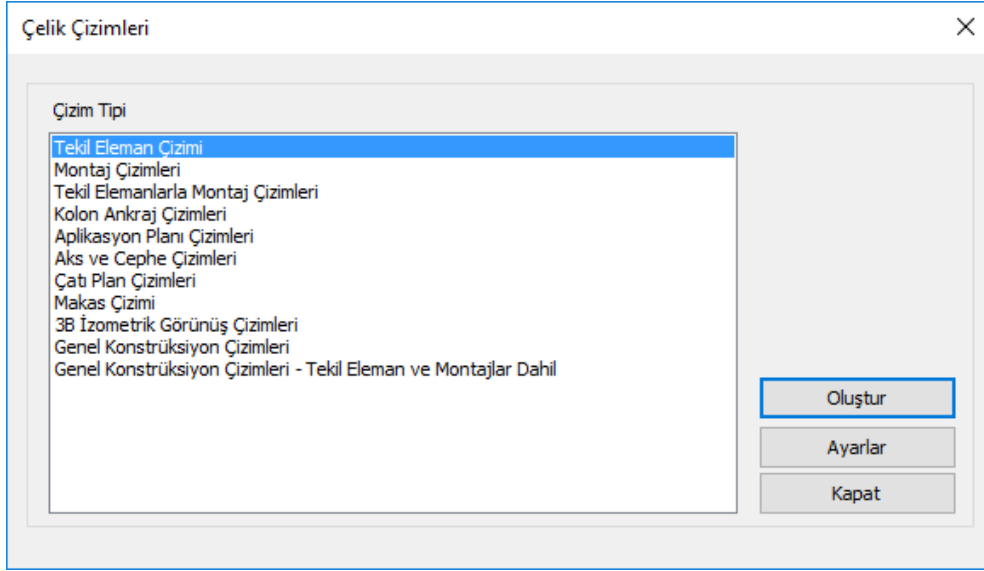 Çelik Çizimleri
Çizim Tipi
Tekil Eleman Çizimi
Montaj Çizimleri
Tekil Elemanlarla Montaj Çizimleri
Kolon Ankraj Çizimleri
Aplikasyon Planı Çizimleri
Aks ve Cephe Çizimleri
Çatı Plan Çizimleri
Makas Çizimi
3B İzometrik Görünüş Çizimleri
Genel Konstrüksiyon Çizimleri
Genel Konstrüksiyon Çizimleri - Tekil Eleman ve Montajlar Dahil
Oluştur
Ayarlar
Kapat